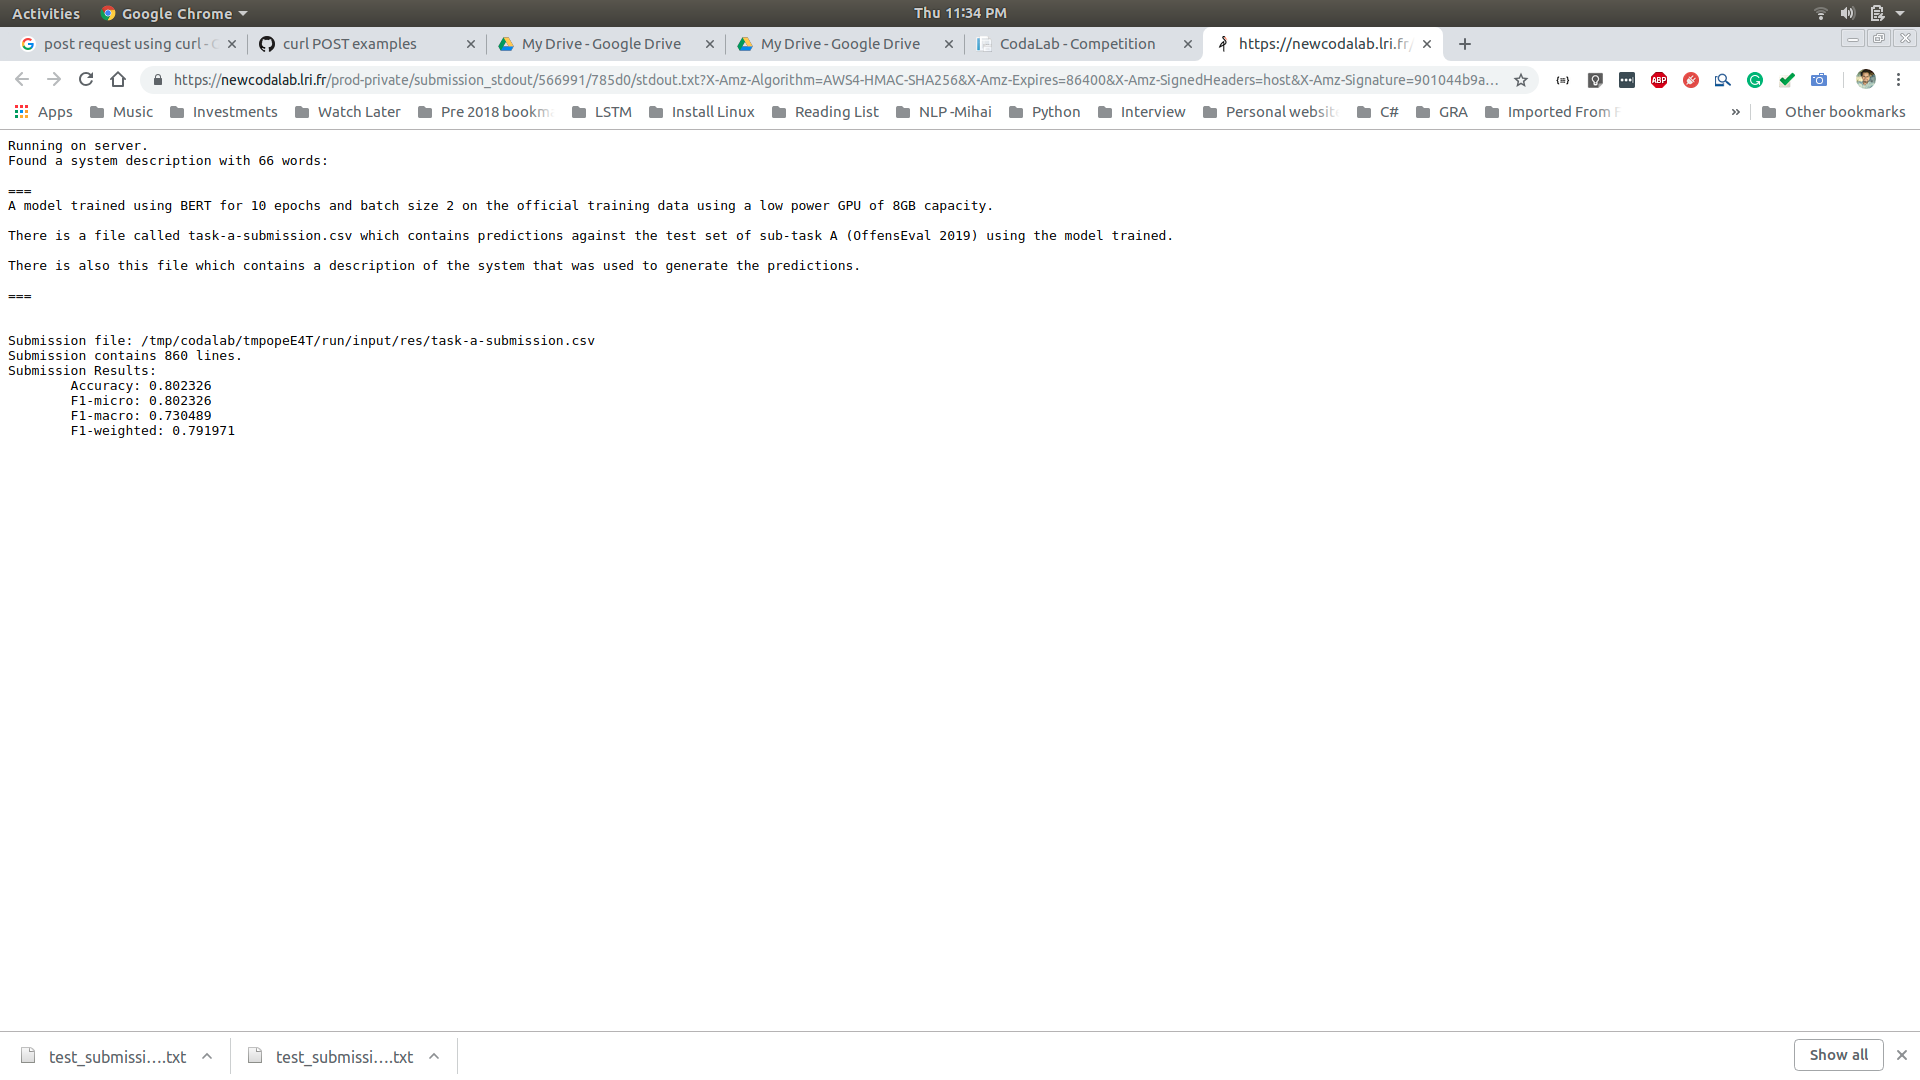 Activities Google Chrome Thu 11:34 PM
post request using curl - G curl POST examples My Drive - Google Drive My Drive - Google Drive CodaLab - Competition https://newcodalab.lri.fr/
https://newcodalab.lri.fr/prod-private/submission_stdout/566991/785d0/stdout.txt?X-Amz-Algorithm=AWS4-HMAC-SHA256&X-Amz-Expires=86400&X-Amz-SignedHeaders=host&X-Amz-Signature=901044b9a... ABP
Apps Music Investments Watch Later Pre 2018 bookma LSTM Install Linux Reading List NLP -Mihai Python Interview Personal website C# GRA Imported From F » Other bookmarks
Running on server.
Found a system description with 66 words:
===
A model trained using BERT for 10 epochs and batch size 2 on the official training data using a low power GPU of 8GB capacity.
There is a file called task-a-submission.csv which contains predictions against the test set of sub-task A (OffensEval 2019) using the model trained.
There is also this file which contains a description of the system that was used to generate the predictions.
===
Submission file: /tmp/codalab/tmpopeE4T/run/input/res/task-a-submission.csv
Submission contains 860 lines.
Submission Results:
Accuracy: 0.802326
F1-micro: 0.802326
F1-macro: 0.730489
F1-weighted: 0.791971
test_submissi....txt test_submissi....txt Show all